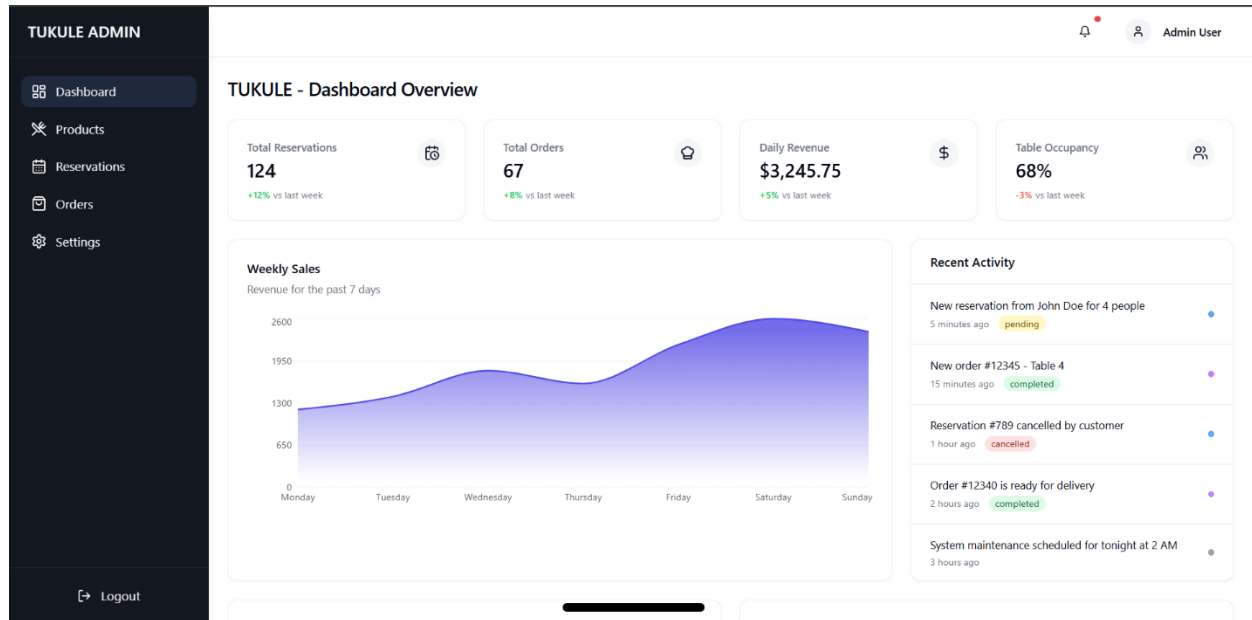 TUKULE ADMIN
Admin User
Dashboard
Products
Reservations
Orders
Settings
Logout
TUKULE - Dashboard Overview
Total Reservations
124
+12% vs last week
Total Orders
67
+8% vs last week
Daily Revenue
$3,245.75
+5% vs last week
Table Occupancy
68%
-3% vs last week
Weekly Sales
Revenue for the past 7 days
2600
1950
1300
650
0
Monday Tuesday Wednesday Thursday Friday Saturday Sunday
Recent Activity
New reservation from John Doe for 4 people
5 minutes ago pending
New order #12345 - Table 4
15 minutes ago completed
Reservation #789 cancelled by customer
1 hour ago cancelled
Order #12340 is ready for delivery
2 hours ago completed
System maintenance scheduled for tonight at 2 AM
3 hours ago